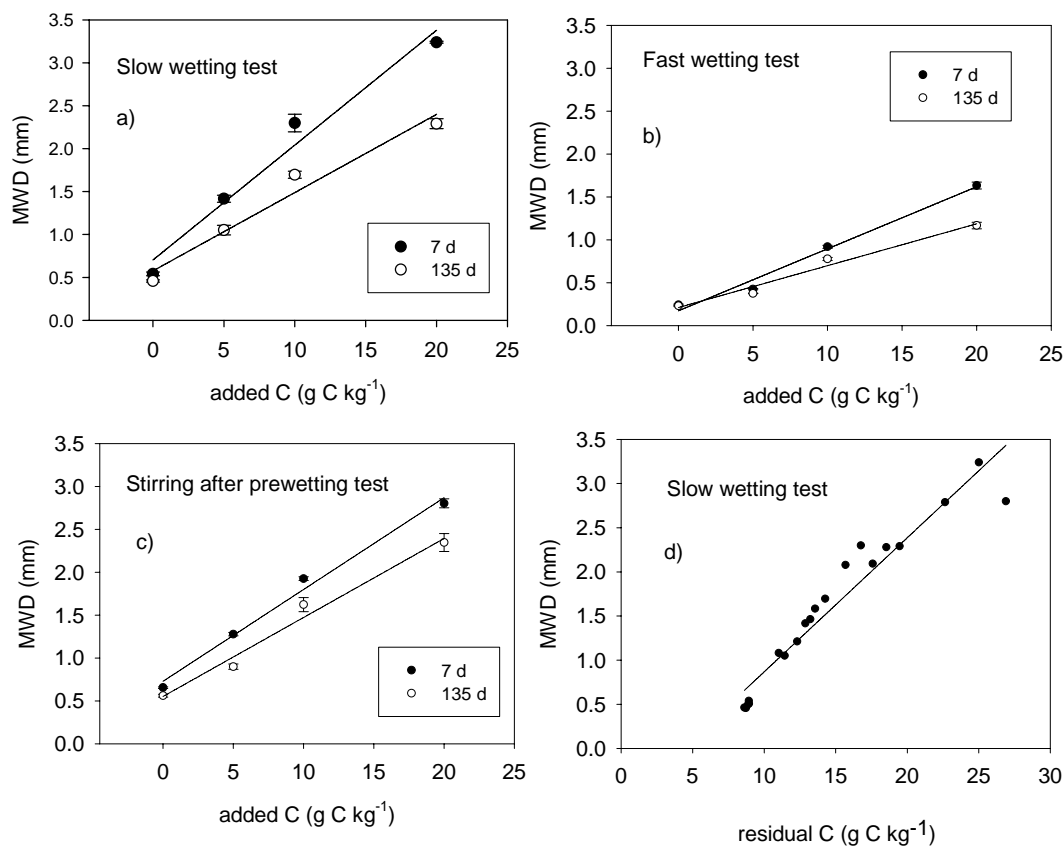 Slow wetting test
a)
MWD (mm)
3.5
3.0
2.5
2.0
1.5
1.0
0.5
0.0
7 d
135 d
0 5 10 15 20 25
added C (g C kg-1)
Fast wetting test
b)
MWD (mm)
3.5
3.0
2.5
2.0
1.5
1.0
0.5
0.0
7 d
135 d
0 5 10 15 20 25
added C (g C kg-1)
Stirring after prewetting test
c)
MWD (mm)
3.5
3.0
2.5
2.0
1.5
1.0
0.5
0.0
7 d
135 d
0 5 10 15 20 25
added C (g C kg-1)
Slow wetting test
d)
MWD (mm)
3.5
3.0
2.5
2.0
1.5
1.0
0.5
0.0
0 5 10 15 20 25 30
residual C (g C kg-1)